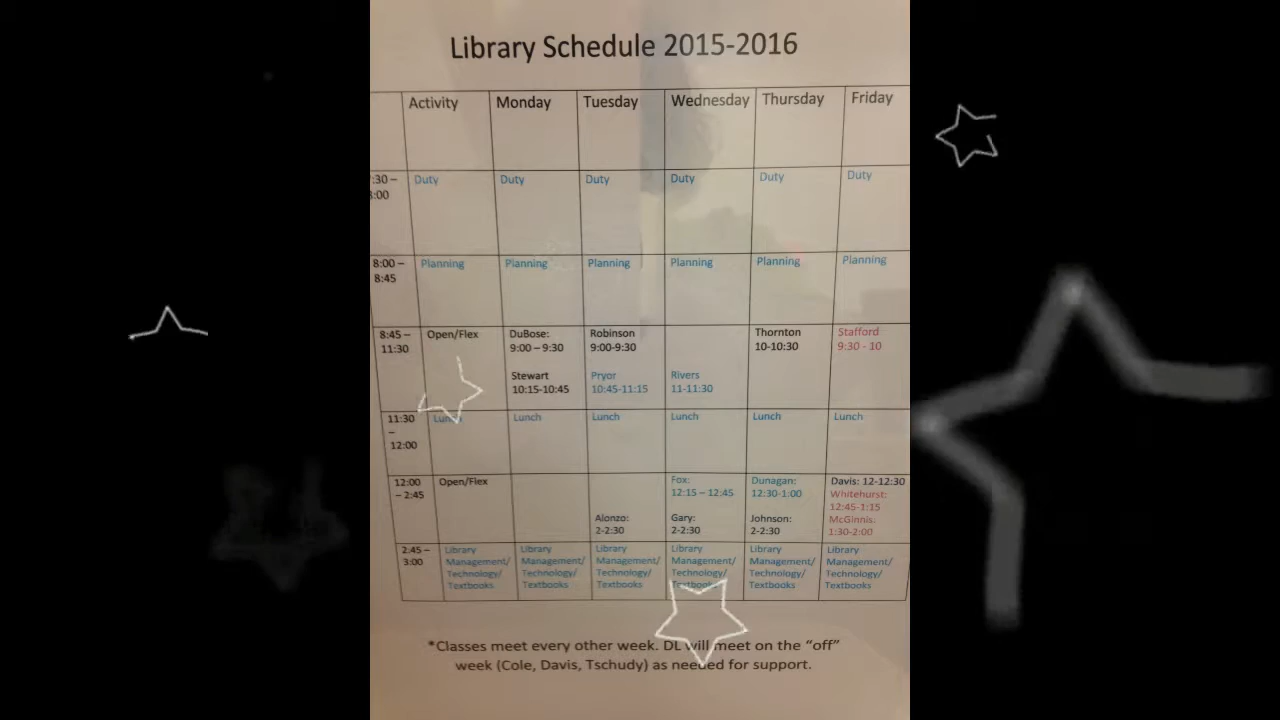 Library Schedule 2015-2016
Activity Monday Tuesday Wednesday Thursday Friday
:30 – Duty Duty Duty Duty Duty Duty
:00
8:00 – Planning Planning Planning Planning Planning Planning
8:45
8:45 – Open/Flex DuBose: Robinson Thornton Stafford
11:30 9:00 – 9:30 9:00-9:30 10-10:30 9:30 - 10
Stewart Pryor Rivers
10:15-10:45 10:45-11:15 11-11:30
11:30 Lunch Lunch Lunch Lunch Lunch Lunch
–
12:00
12:00 Open/Flex Fox: Dunagan: Davis: 12-12:30
– 2:45 12:15 – 12:45 12:30-1:00 Whitehurst:
12:45-1:15
Alonzo: Gary: Johnson: McGinnis:
2-2:30 2-2:30 2-2:30 1:30-2:00
2:45 – Library Library Library Library Library Library
3:00 Management/ Management/ Management/ Management/ Management/ Management/
Technology/ Technology/ Technology/ Technology/ Technology/ Technology/
Textbooks Textbooks Textbooks Textbooks Textbooks Textbooks
*Classes meet every other week. DL will meet on the “off”
week (Cole, Davis, Tschudy) as needed for support.